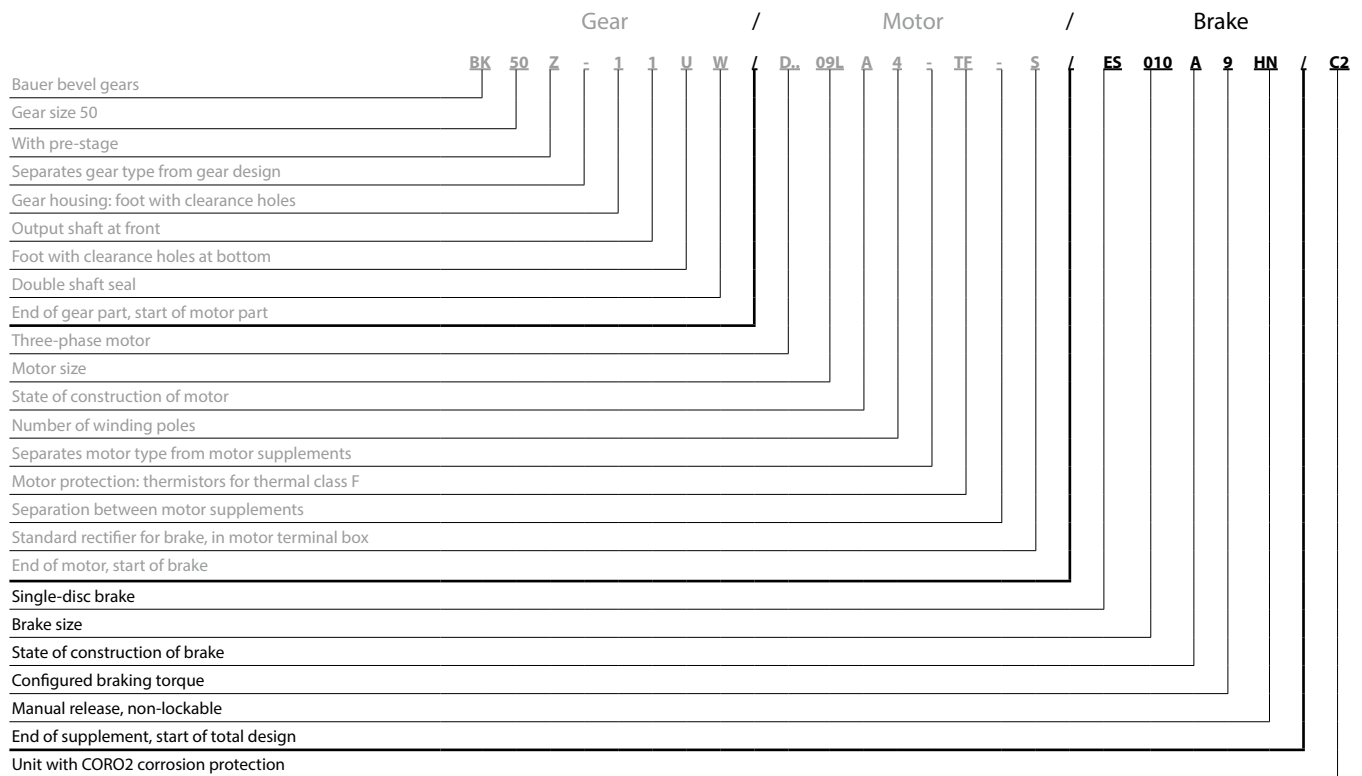 Gear / Motor / Brake
BK 50 Z - 1 1 U W / D.. 09L A 4 - TF - S / ES 010 A 9 HN / C2
Bauer bevel gears
Gear size 50
With pre-stage
Separates gear type from gear design
Gear housing: foot with clearance holes
Output shaft at front
Foot with clearance holes at bottom
Double shaft seal
End of gear part, start of motor part
Three-phase motor
Motor size
State of construction of motor
Number of winding poles
Separates motor type from motor supplements
Motor protection: thermistors for thermal class F
Separation between motor supplements
Standard rectifier for brake, in motor terminal box
End of motor, start of brake
Single-disc brake
Brake size
State of construction of brake
Configured braking torque
Manual release, non-lockable
End of supplement, start of total design
Unit with CORO2 corrosion protection